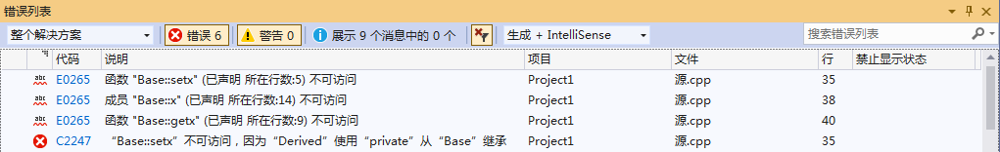 错误列表
整个解决方案 错误 6 警告 0 展示 9 个消息中的 0 个 生成 + IntelliSense 搜索错误列表
代码 说明 项目 文件 行 禁止显示状态
abc E0265 函数 "Base::setx" (已声明 所在行数:5) 不可访问 Project1 源.cpp 35
abc E0265 成员 "Base::x" (已声明 所在行数:14) 不可访问 Project1 源.cpp 38
abc E0265 函数 "Base::getx" (已声明 所在行数:9) 不可访问 Project1 源.cpp 40
C2247 “Base::setx”不可访问，因为“Derived”使用“private”从“Base”继承 Project1 源.cpp 35